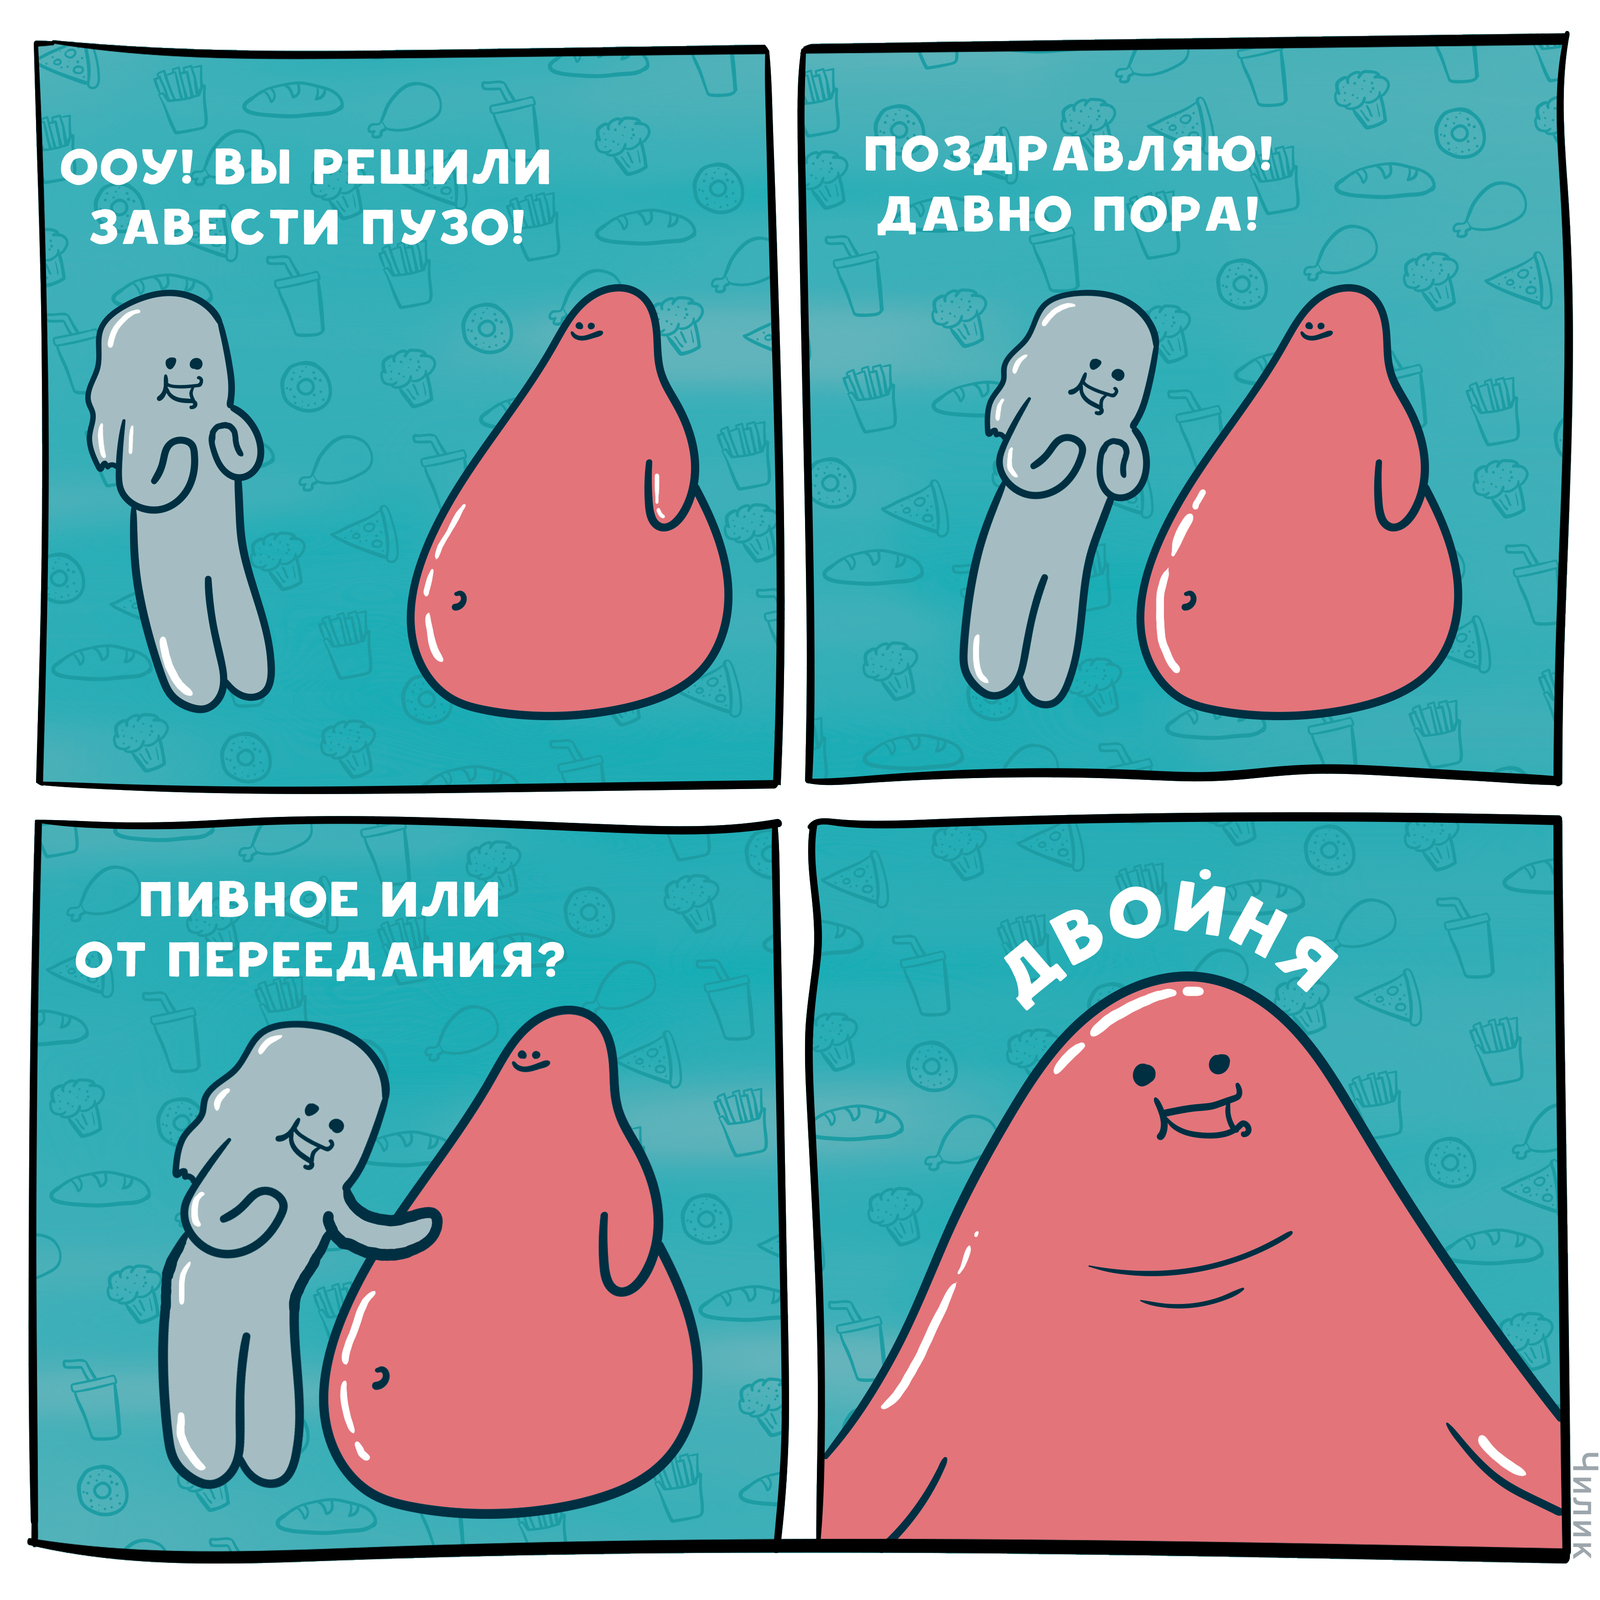 ООУ! ВЫ РЕШИЛИ
ЗАВЕСТИ ПУЗО!
ПОЗДРАВЛЯЮ!
ДАВНО ПОРА!
ПИВНОЕ ИЛИ
ОТ ПЕРЕЕДАНИЯ?
ДВОЙНЯ
Чилик